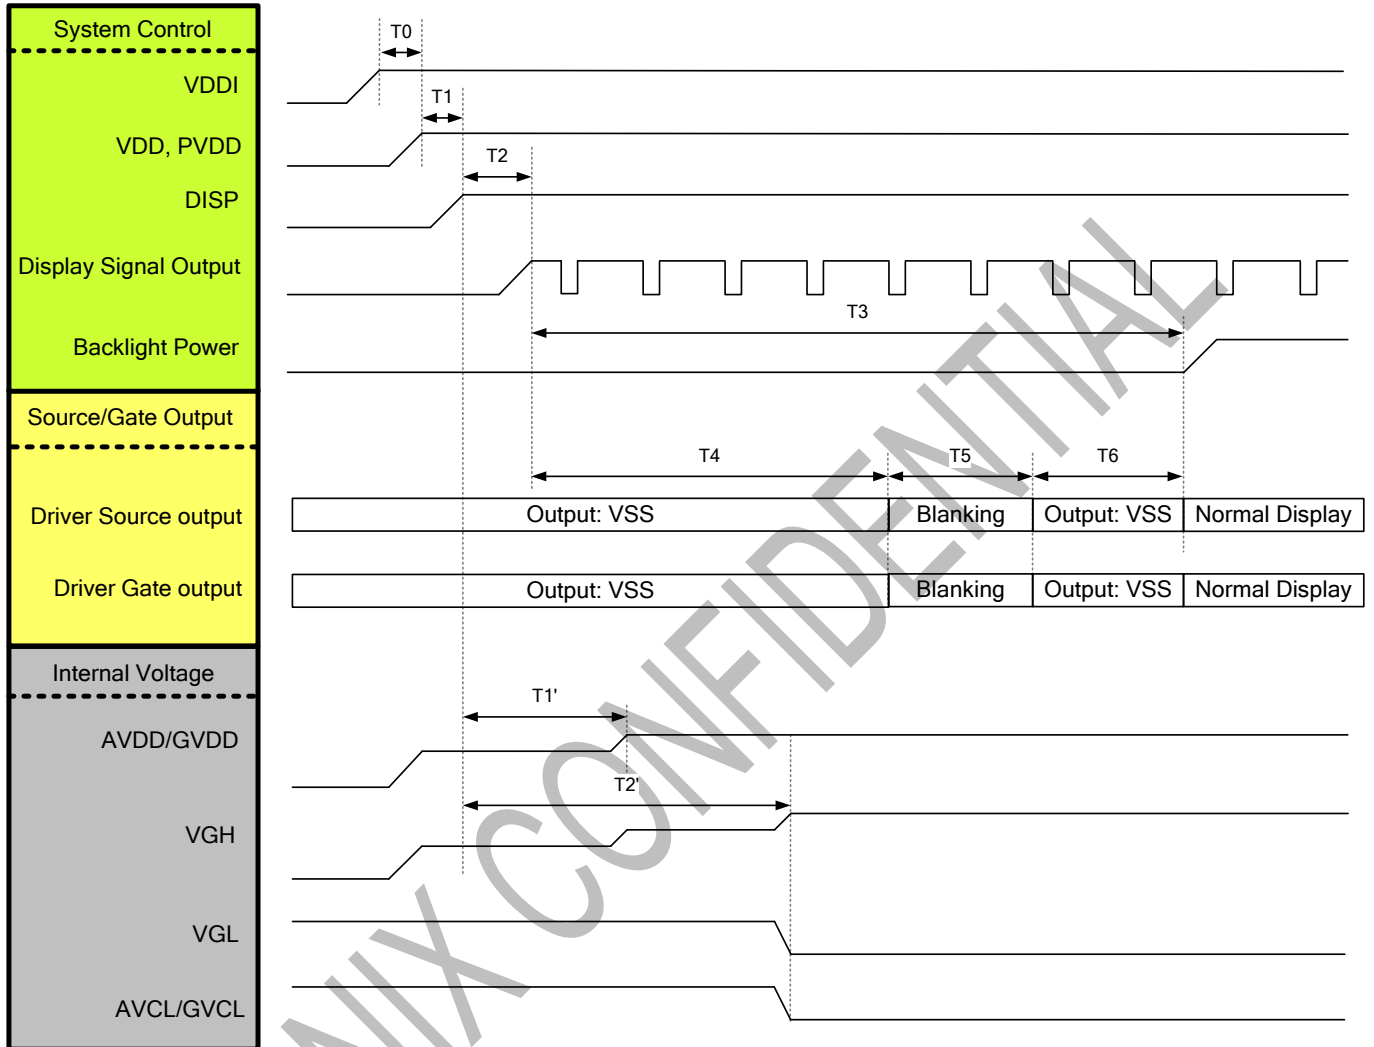 System Control
T0
VDDI
T1
VDD, PVDD
T2
DISP
Display Signal Output
T3
Backlight Power
Source/Gate Output
T4 T5 T6
Driver Source output Output: VSS Blanking Output: VSS Normal Display
Driver Gate output Output: VSS Blanking Output: VSS Normal Display
Internal Voltage
T1'
AVDD/GVDD
T2'
VGH
VGL
AVCL/GVCL
NIX CONFIDENTIAL